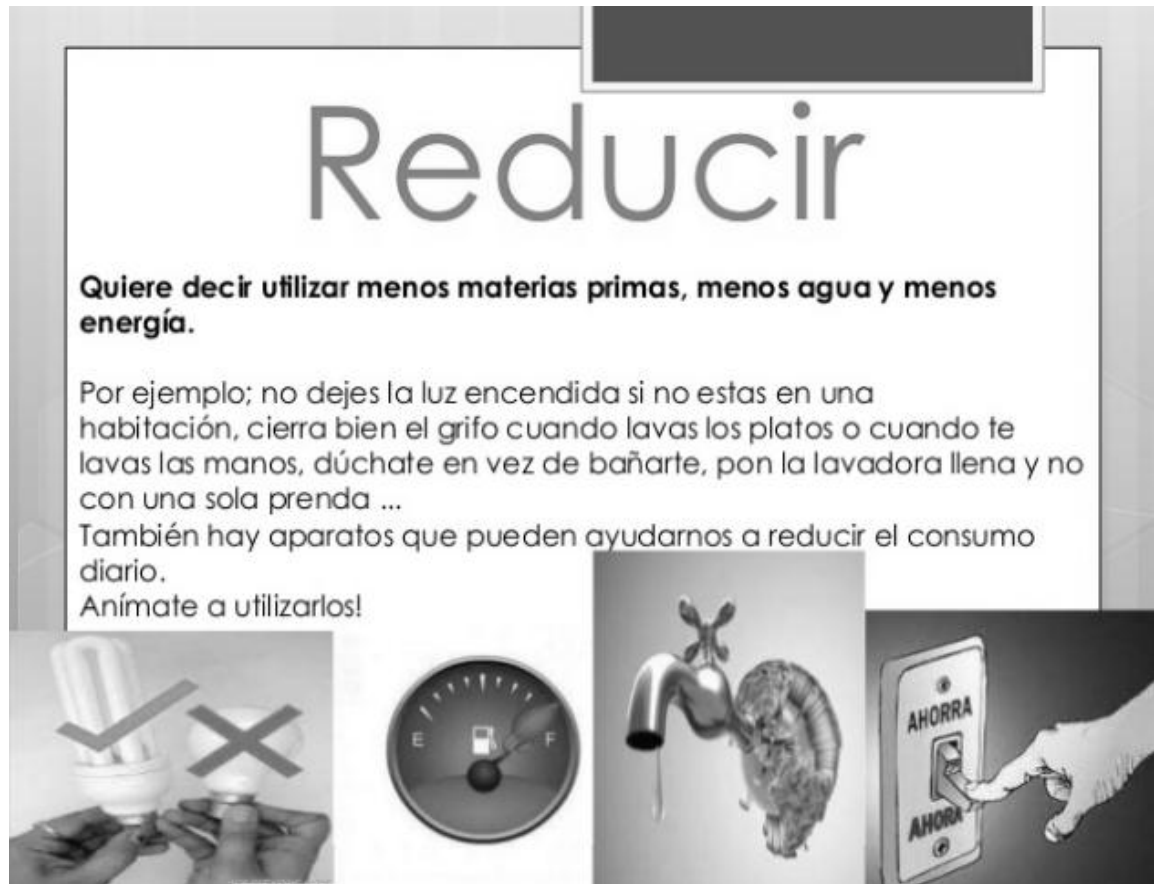 Reducir
Quiere decir utilizar menos materias primas, menos agua y menos
energía.
Por ejemplo; no dejes la luz encendida si no estas en una
habitación, cierra bien el grifo cuando lavas los platos o cuando te
lavas las manos, dúchate en vez de bañarte, pon la lavadora llena y no
con una sola prenda ...
También hay aparatos que pueden ayudarnos a reducir el consumo
diario.
Anímate a utilizarlos!
E F
AHORRA
AHORA